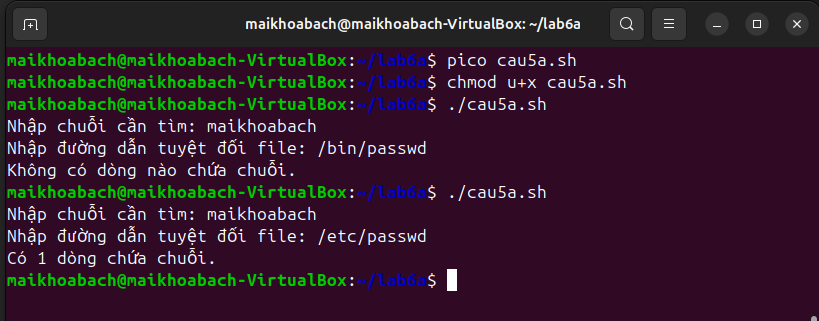 maikhoabach@maikhoabach-VirtualBox: ~/lab6a
maikhoabach@maikhoabach-VirtualBox:~/lab6a$ pico cau5a.sh
maikhoabach@maikhoabach-VirtualBox:~/lab6a$ chmod u+x cau5a.sh
maikhoabach@maikhoabach-VirtualBox:~/lab6a$ ./cau5a.sh
Nhập chuỗi cần tìm: maikhoabach
Nhập đường dẫn tuyệt đối file: /bin/passwd
Không có dòng nào chứa chuỗi.
maikhoabach@maikhoabach-VirtualBox:~/lab6a$ ./cau5a.sh
Nhập chuỗi cần tìm: maikhoabach
Nhập đường dẫn tuyệt đối file: /etc/passwd
Có 1 dòng chứa chuỗi.
maikhoabach@maikhoabach-VirtualBox:~/lab6a$